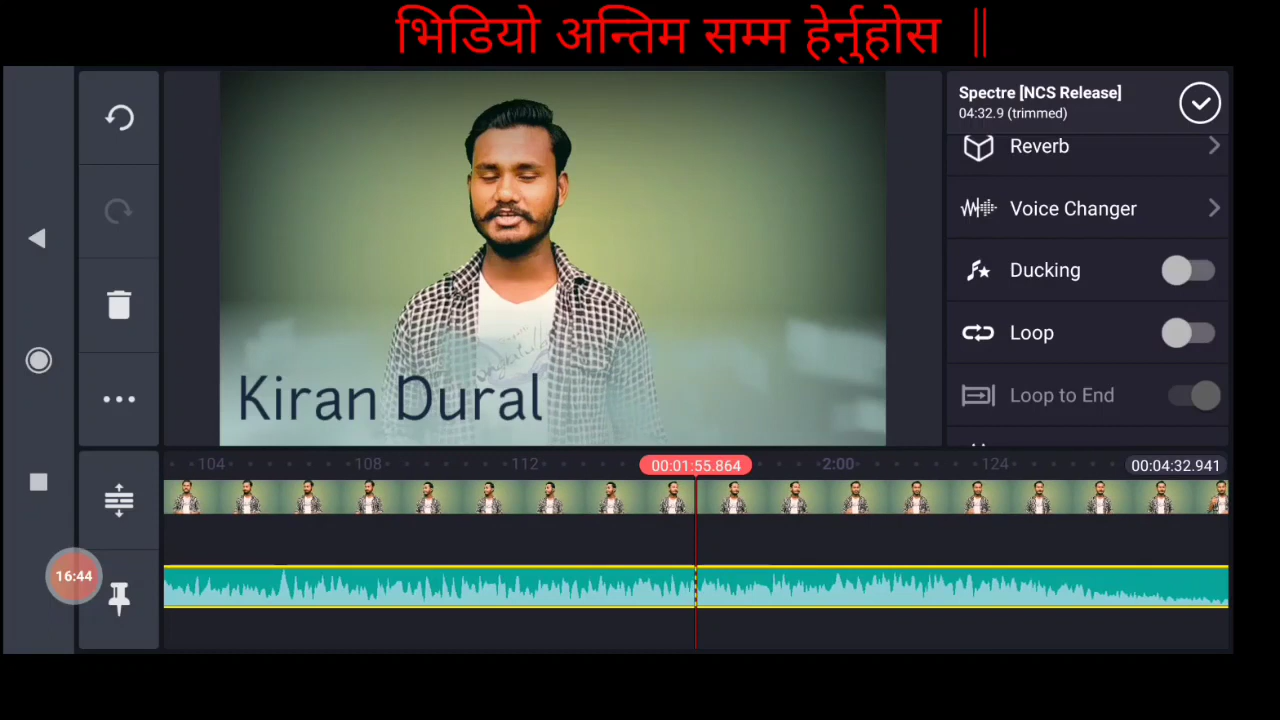 भिडियो अन्तिम सम्म हेर्नुहोस ||
Spectre [NCS Release]
04:32.9 (trimmed)
Reverb
Voice Changer
Ducking
Loop
Loop to End
Kiran Dural
104 108 112 00:01:55.864 2:00 124 00:04:32.941
16:44